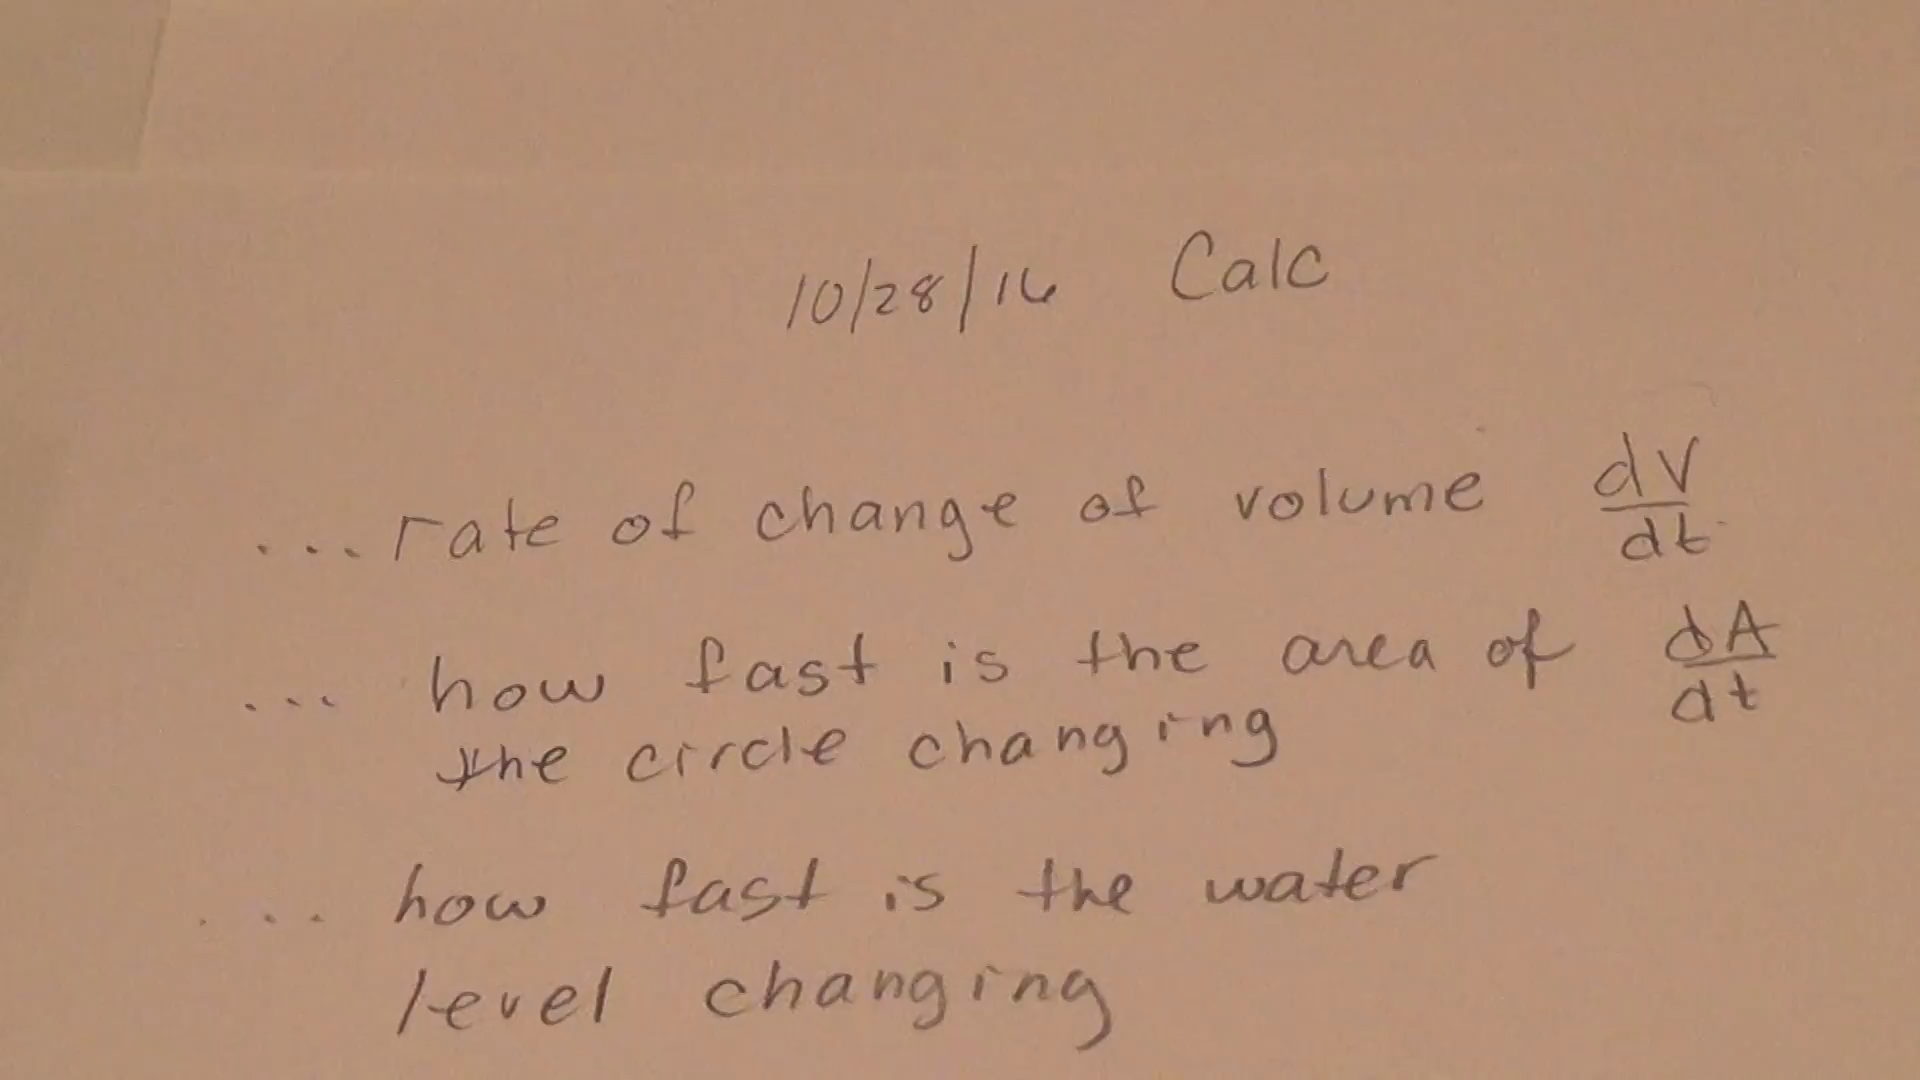 10/28/16 Calc
... rate of change of volume dV/dt
... how fast is the area of dA/dt
the circle changing
... how fast is the water
level changing